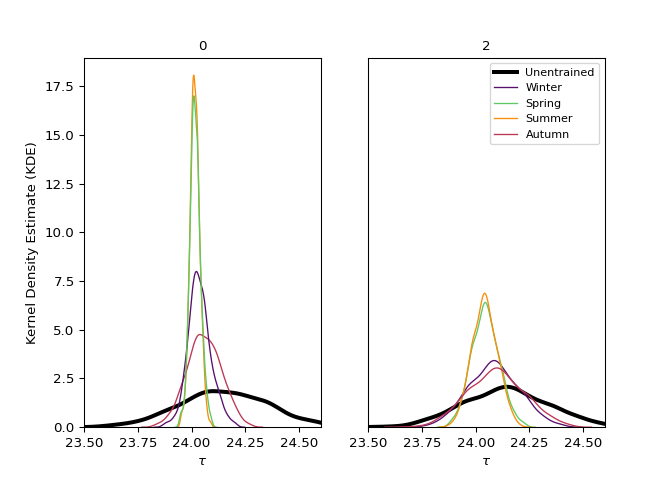 0
2
17.5
15.0
12.5
10.0
7.5
5.0
2.5
0.0
Kernel Density Estimate (KDE)
23.50 23.75 24.00 24.25 24.50
τ
Unentrained
Winter
Spring
Summer
Autumn
23.50 23.75 24.00 24.25 24.50
τ